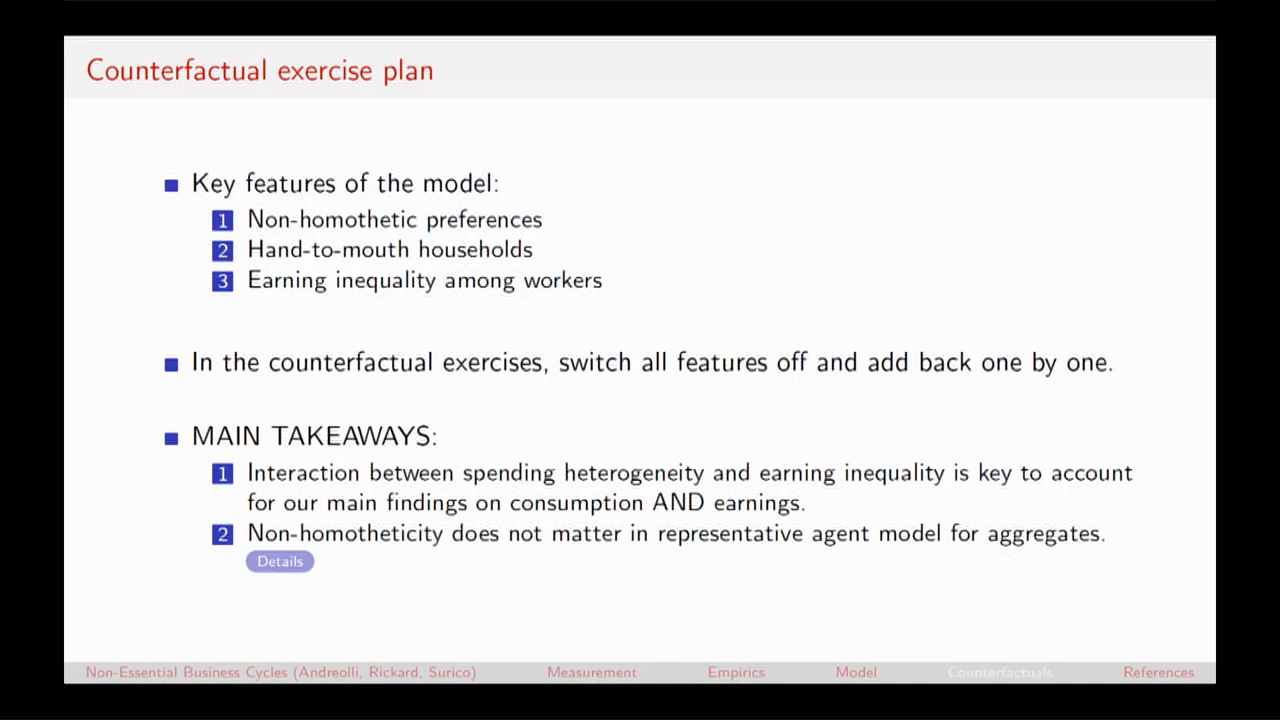 Counterfactual exercise plan
Key features of the model:
1 Non-homothetic preferences
2 Hand-to-mouth households
3 Earning inequality among workers
In the counterfactual exercises, switch all features off and add back one by one.
MAIN TAKEAWAYS:
1 Interaction between spending heterogeneity and earning inequality is key to account
for our main findings on consumption AND earnings.
2 Non-homotheticity does not matter in representative agent model for aggregates.
Details
Non-Essential Business Cycles (Andreolli, Rickard, Surico) Measurement Empirics Model Counterfactuals References